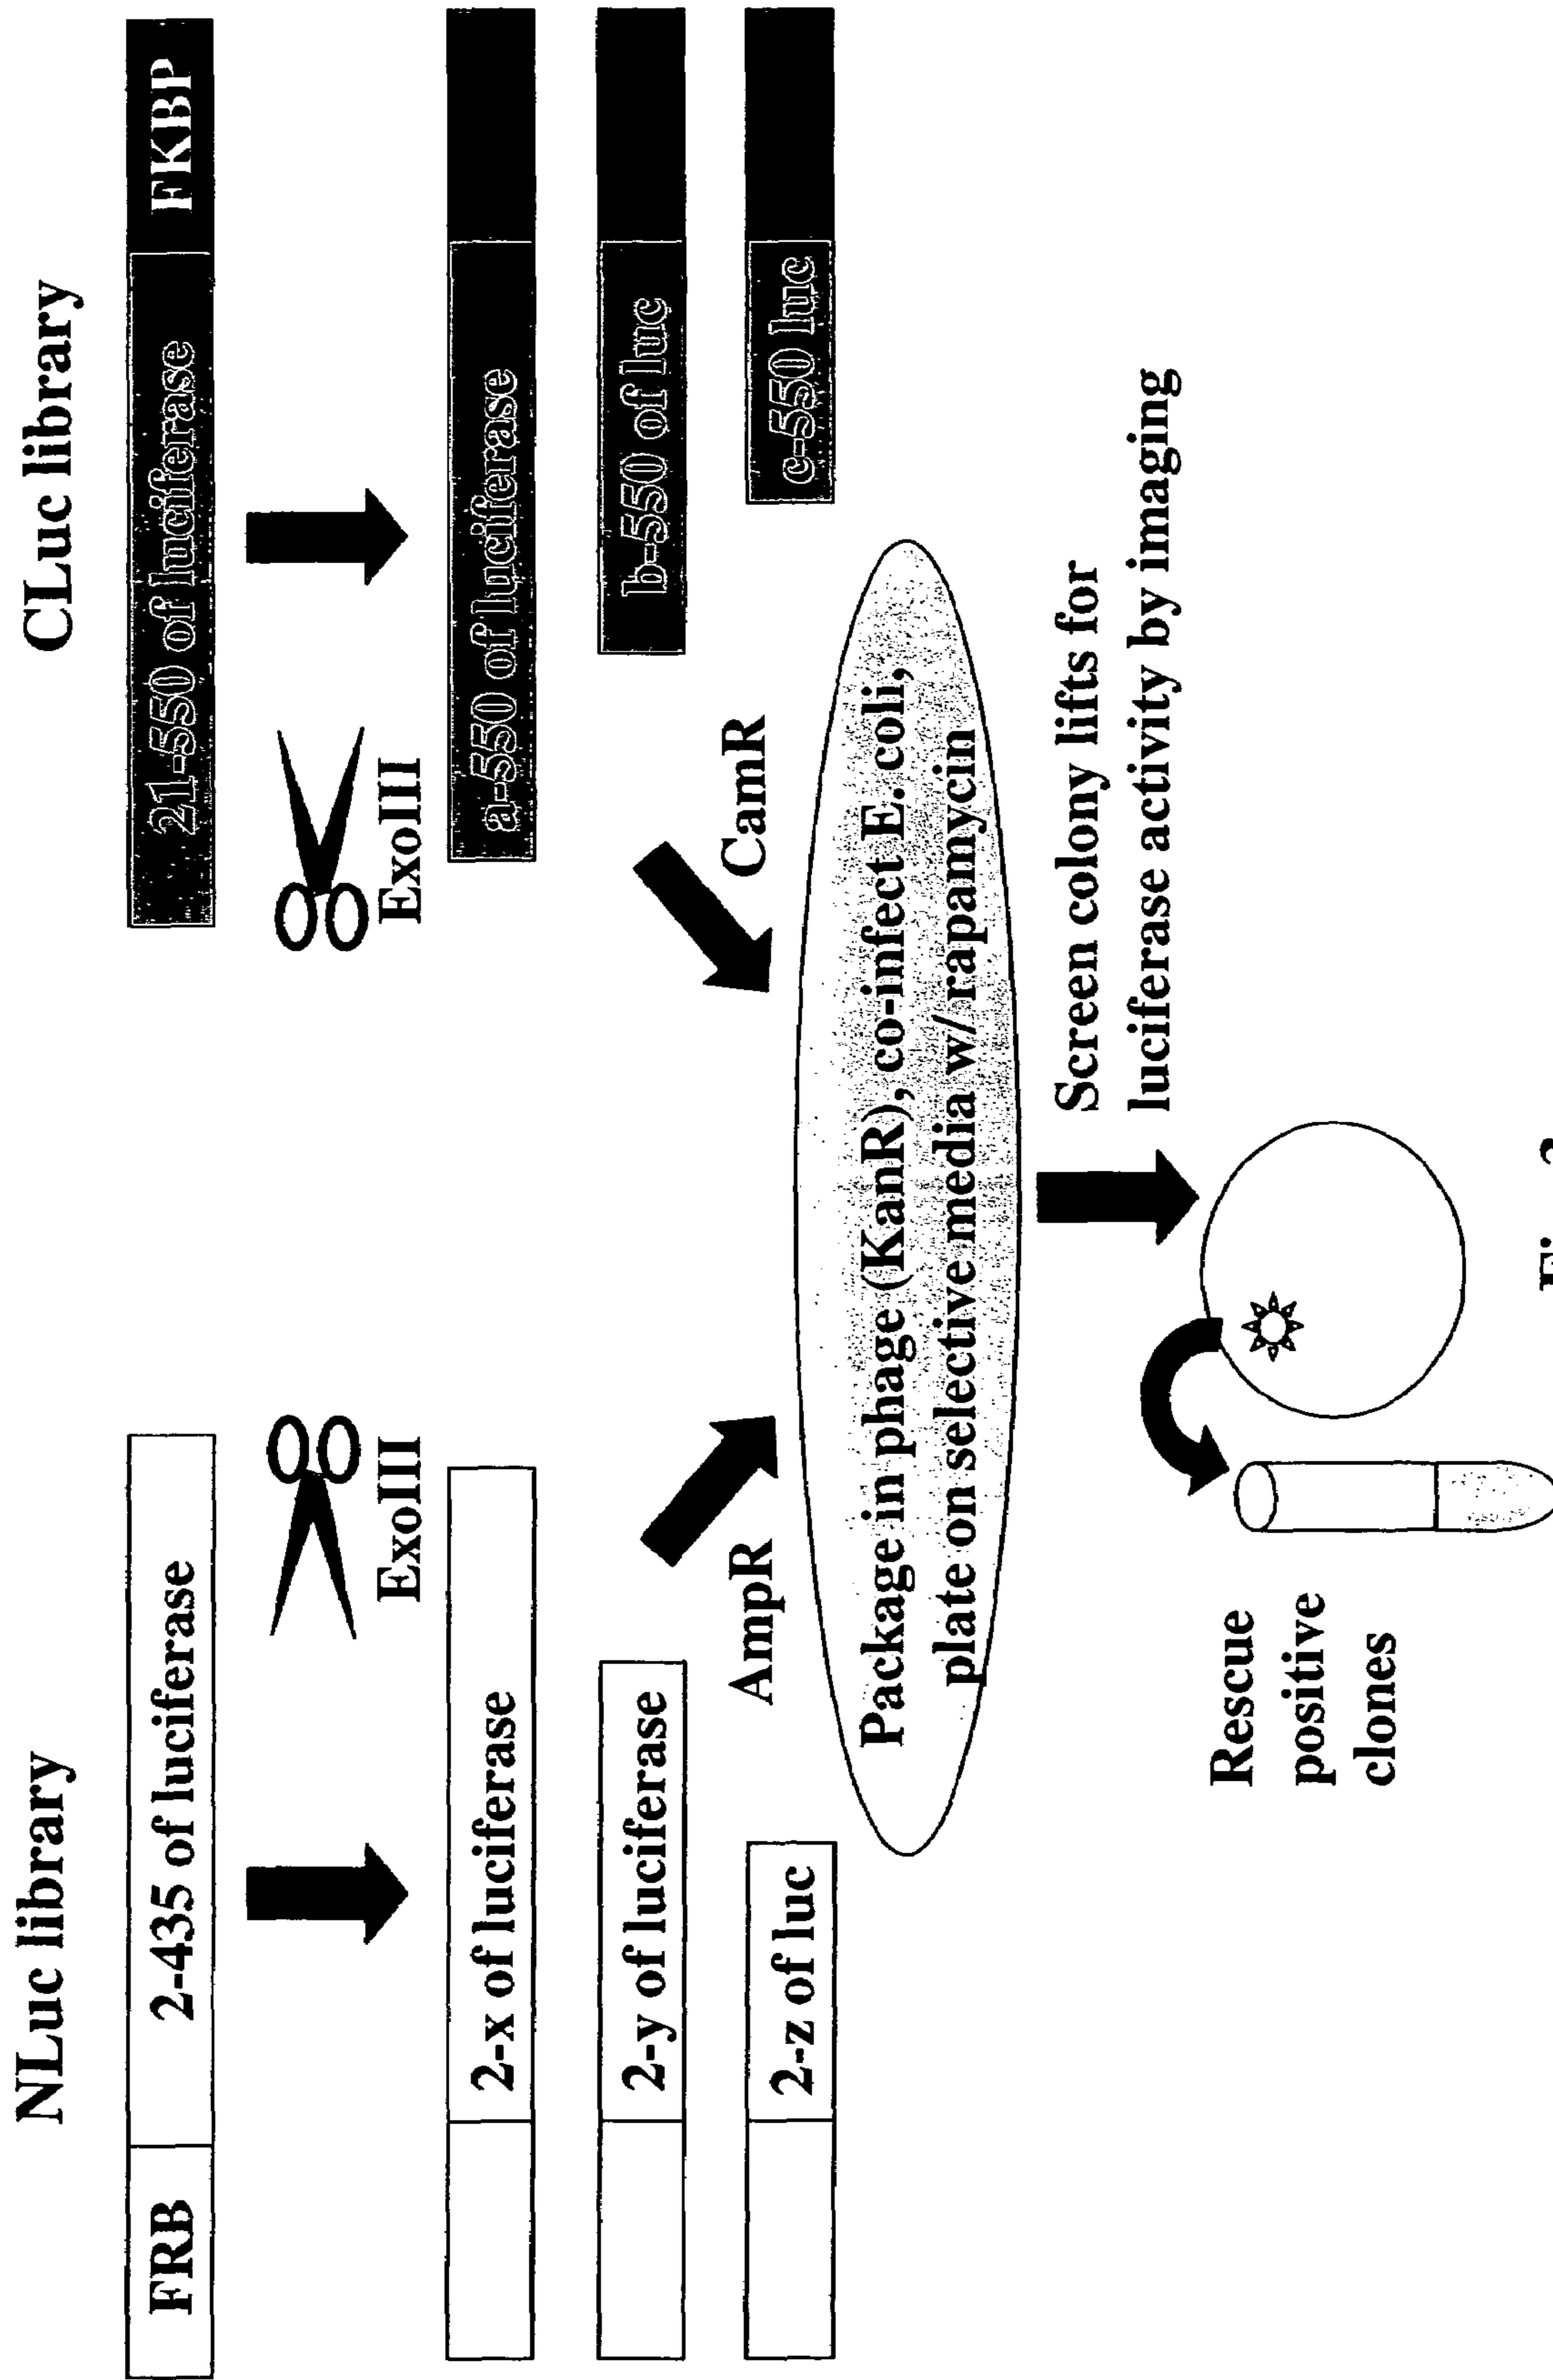 NLuc library
CLuc library
FRB
2-435 of luciferase
21-550 of luciferase
FKBP
ExoIII
ExoIII
2-x of luciferase
a-550 of luciferase
2-y of luciferase
b-550 of luc
2-z of luc
c-550 luc
AmpR
CamR
Package in phage (KanR), co-infect E. coli,
plate on selective media w/ rapamycin
Screen colony lifts for
luciferase activity by imaging
Rescue
positive
clones